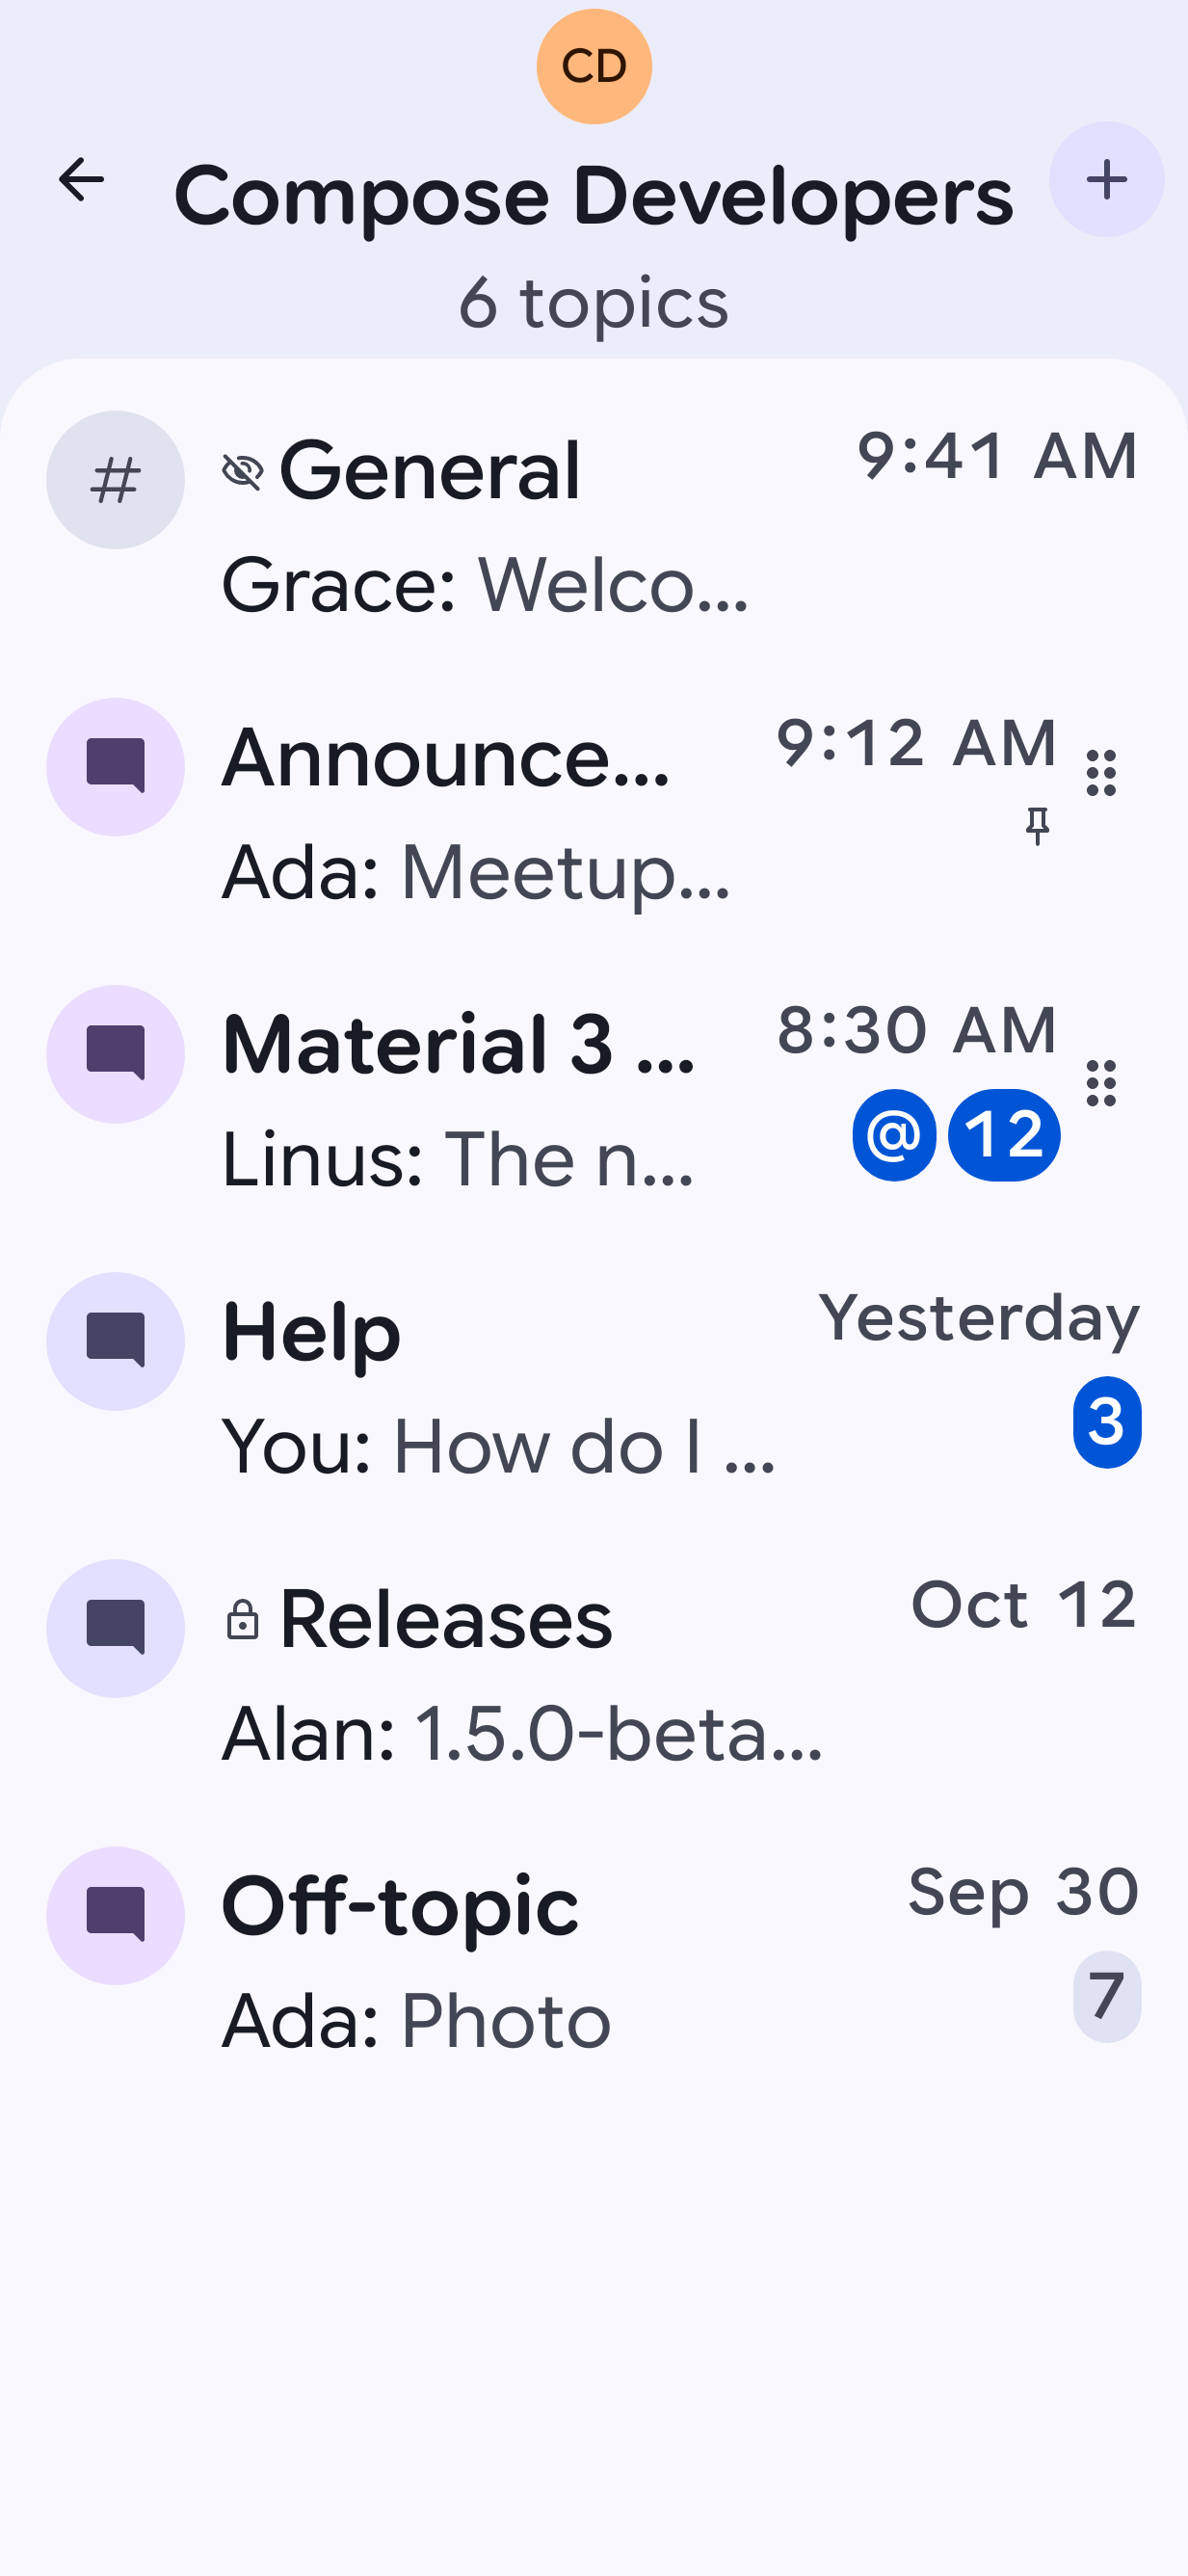 CD
Compose Developers
6 topics
#
General
9:41 AM
Grace: Welco...
Announce...
9:12 AM
Ada: Meetup...
Material 3 ...
8:30 AM
Linus: The n...
@ 12
Help
Yesterday
You: How do I ...
3
Releases
Oct 12
Alan: 1.5.0-beta...
Off-topic
Sep 30
Ada: Photo
7